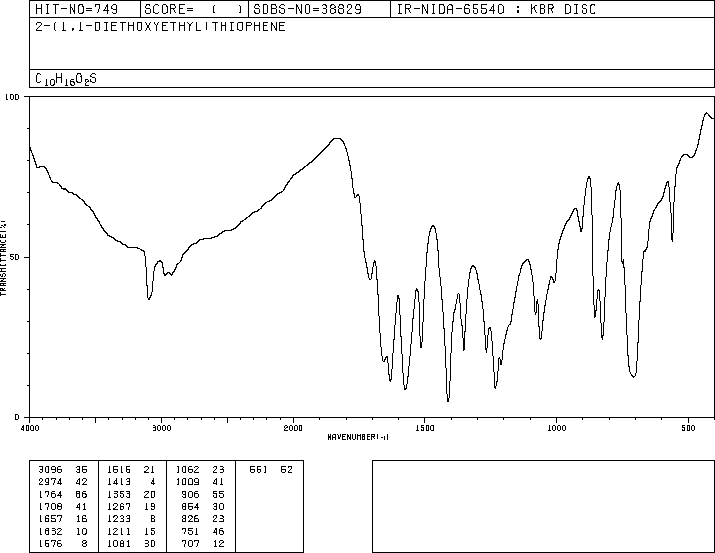 HIT-NO=749 SCORE= ( ) SDBS-NO=38829 IR-NIDA-65540 : KBR DISC
2-(1,1-DIETHOXYETHYL)THIOPHENE
C10H16O2S
100
50
0
TRANSMITTANCE(%)
4000 3000 2000 1500 1000 500
WAVENUMBER(-1)
3096 35 1515 21 1062 23 551 52
2974 42 1413 4 1009 41
1764 66 1353 20 906 55
1708 41 1267 19 854 30
1657 16 1233 8 826 23
1632 10 1211 15 751 46
1576 8 1081 30 707 12